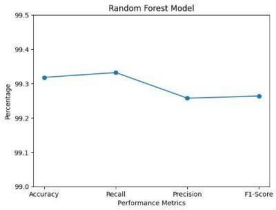 Random Forest Model
99.5
99.4
99.3
99.2
99.1
99.0
Percentage
Accuracy Recall Precision F1-Score
Performance Metrics